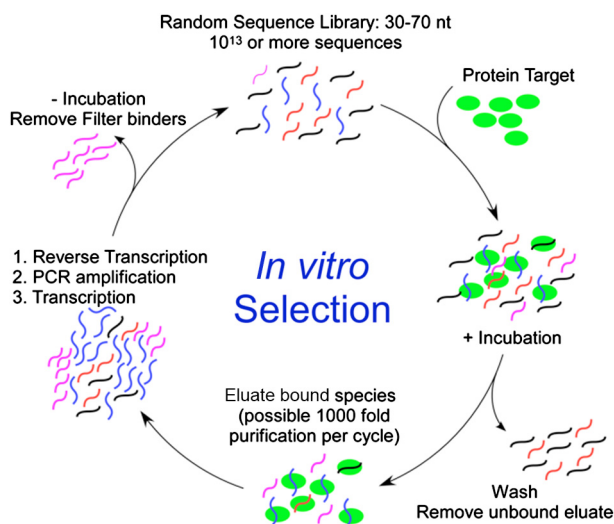 Random Sequence Library: 30-70 nt
10¹³ or more sequences
Protein Target
- Incubation
Remove Filter binders
1. Reverse Transcription
2. PCR amplification
3. Transcription
In vitro
Selection
+ Incubation
Eluate bound species
(possible 1000 fold
purification per cycle)
Wash
Remove unbound eluate